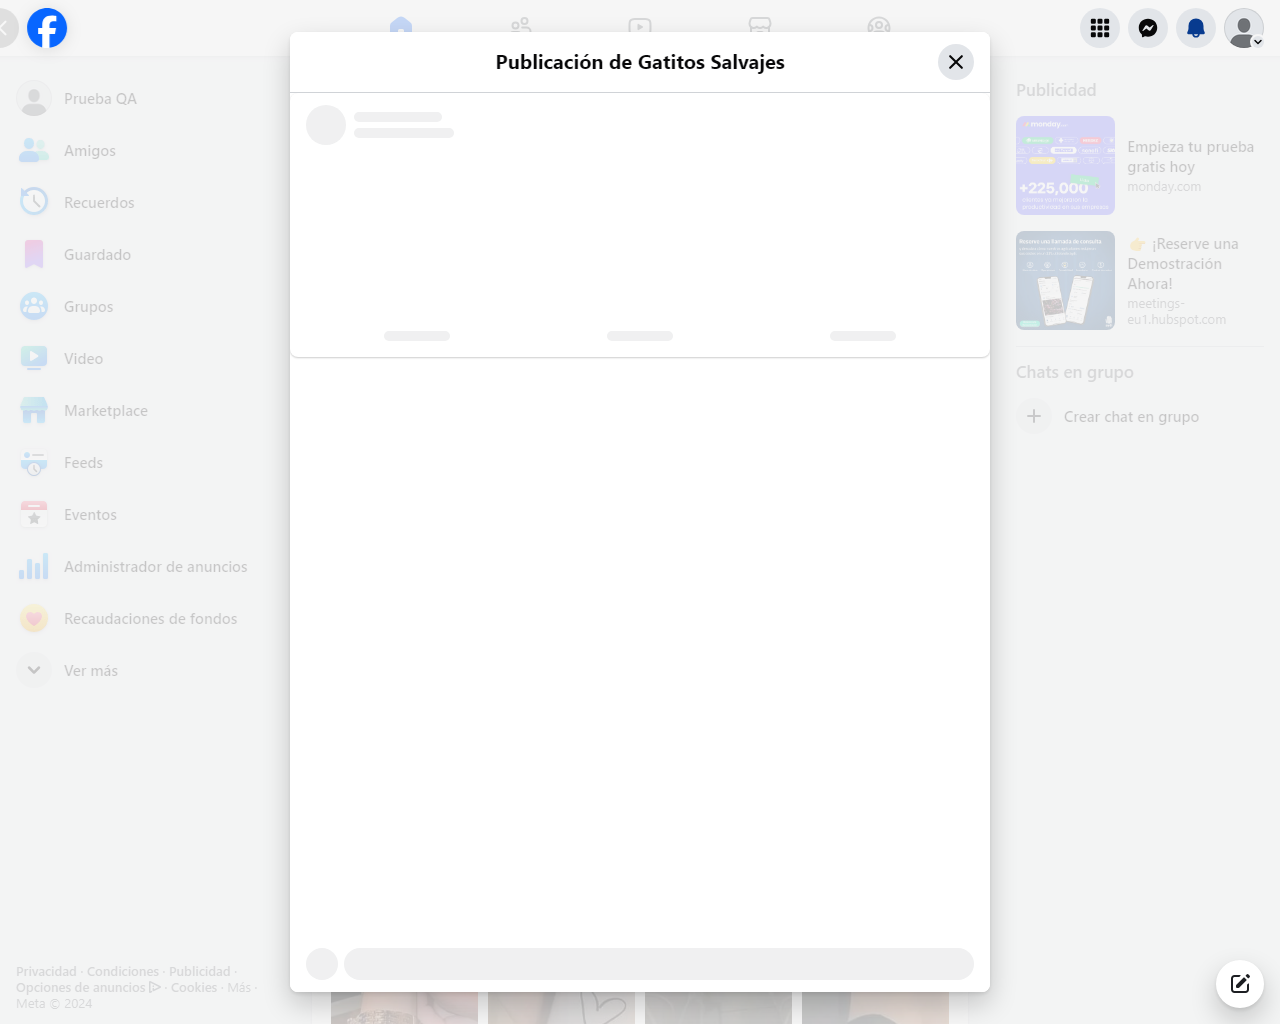 Publicación de Gatitos Salvajes
Prueba QA
Amigos
Recuerdos
Guardado
Grupos
Video
Marketplace
Feeds
Eventos
Administrador de anuncios
Recaudaciones de fondos
Ver más
Privacidad · Condiciones · Publicidad ·
Opciones de anuncios · Cookies · Más ·
Meta © 2024
Publicidad
monday
+225,000
Empieza tu prueba
gratis hoy
monday.com
👉 ¡Reserve una
Demostración
Ahora!
meetings-
eu1.hubspot.com
Chats en grupo
Crear chat en grupo